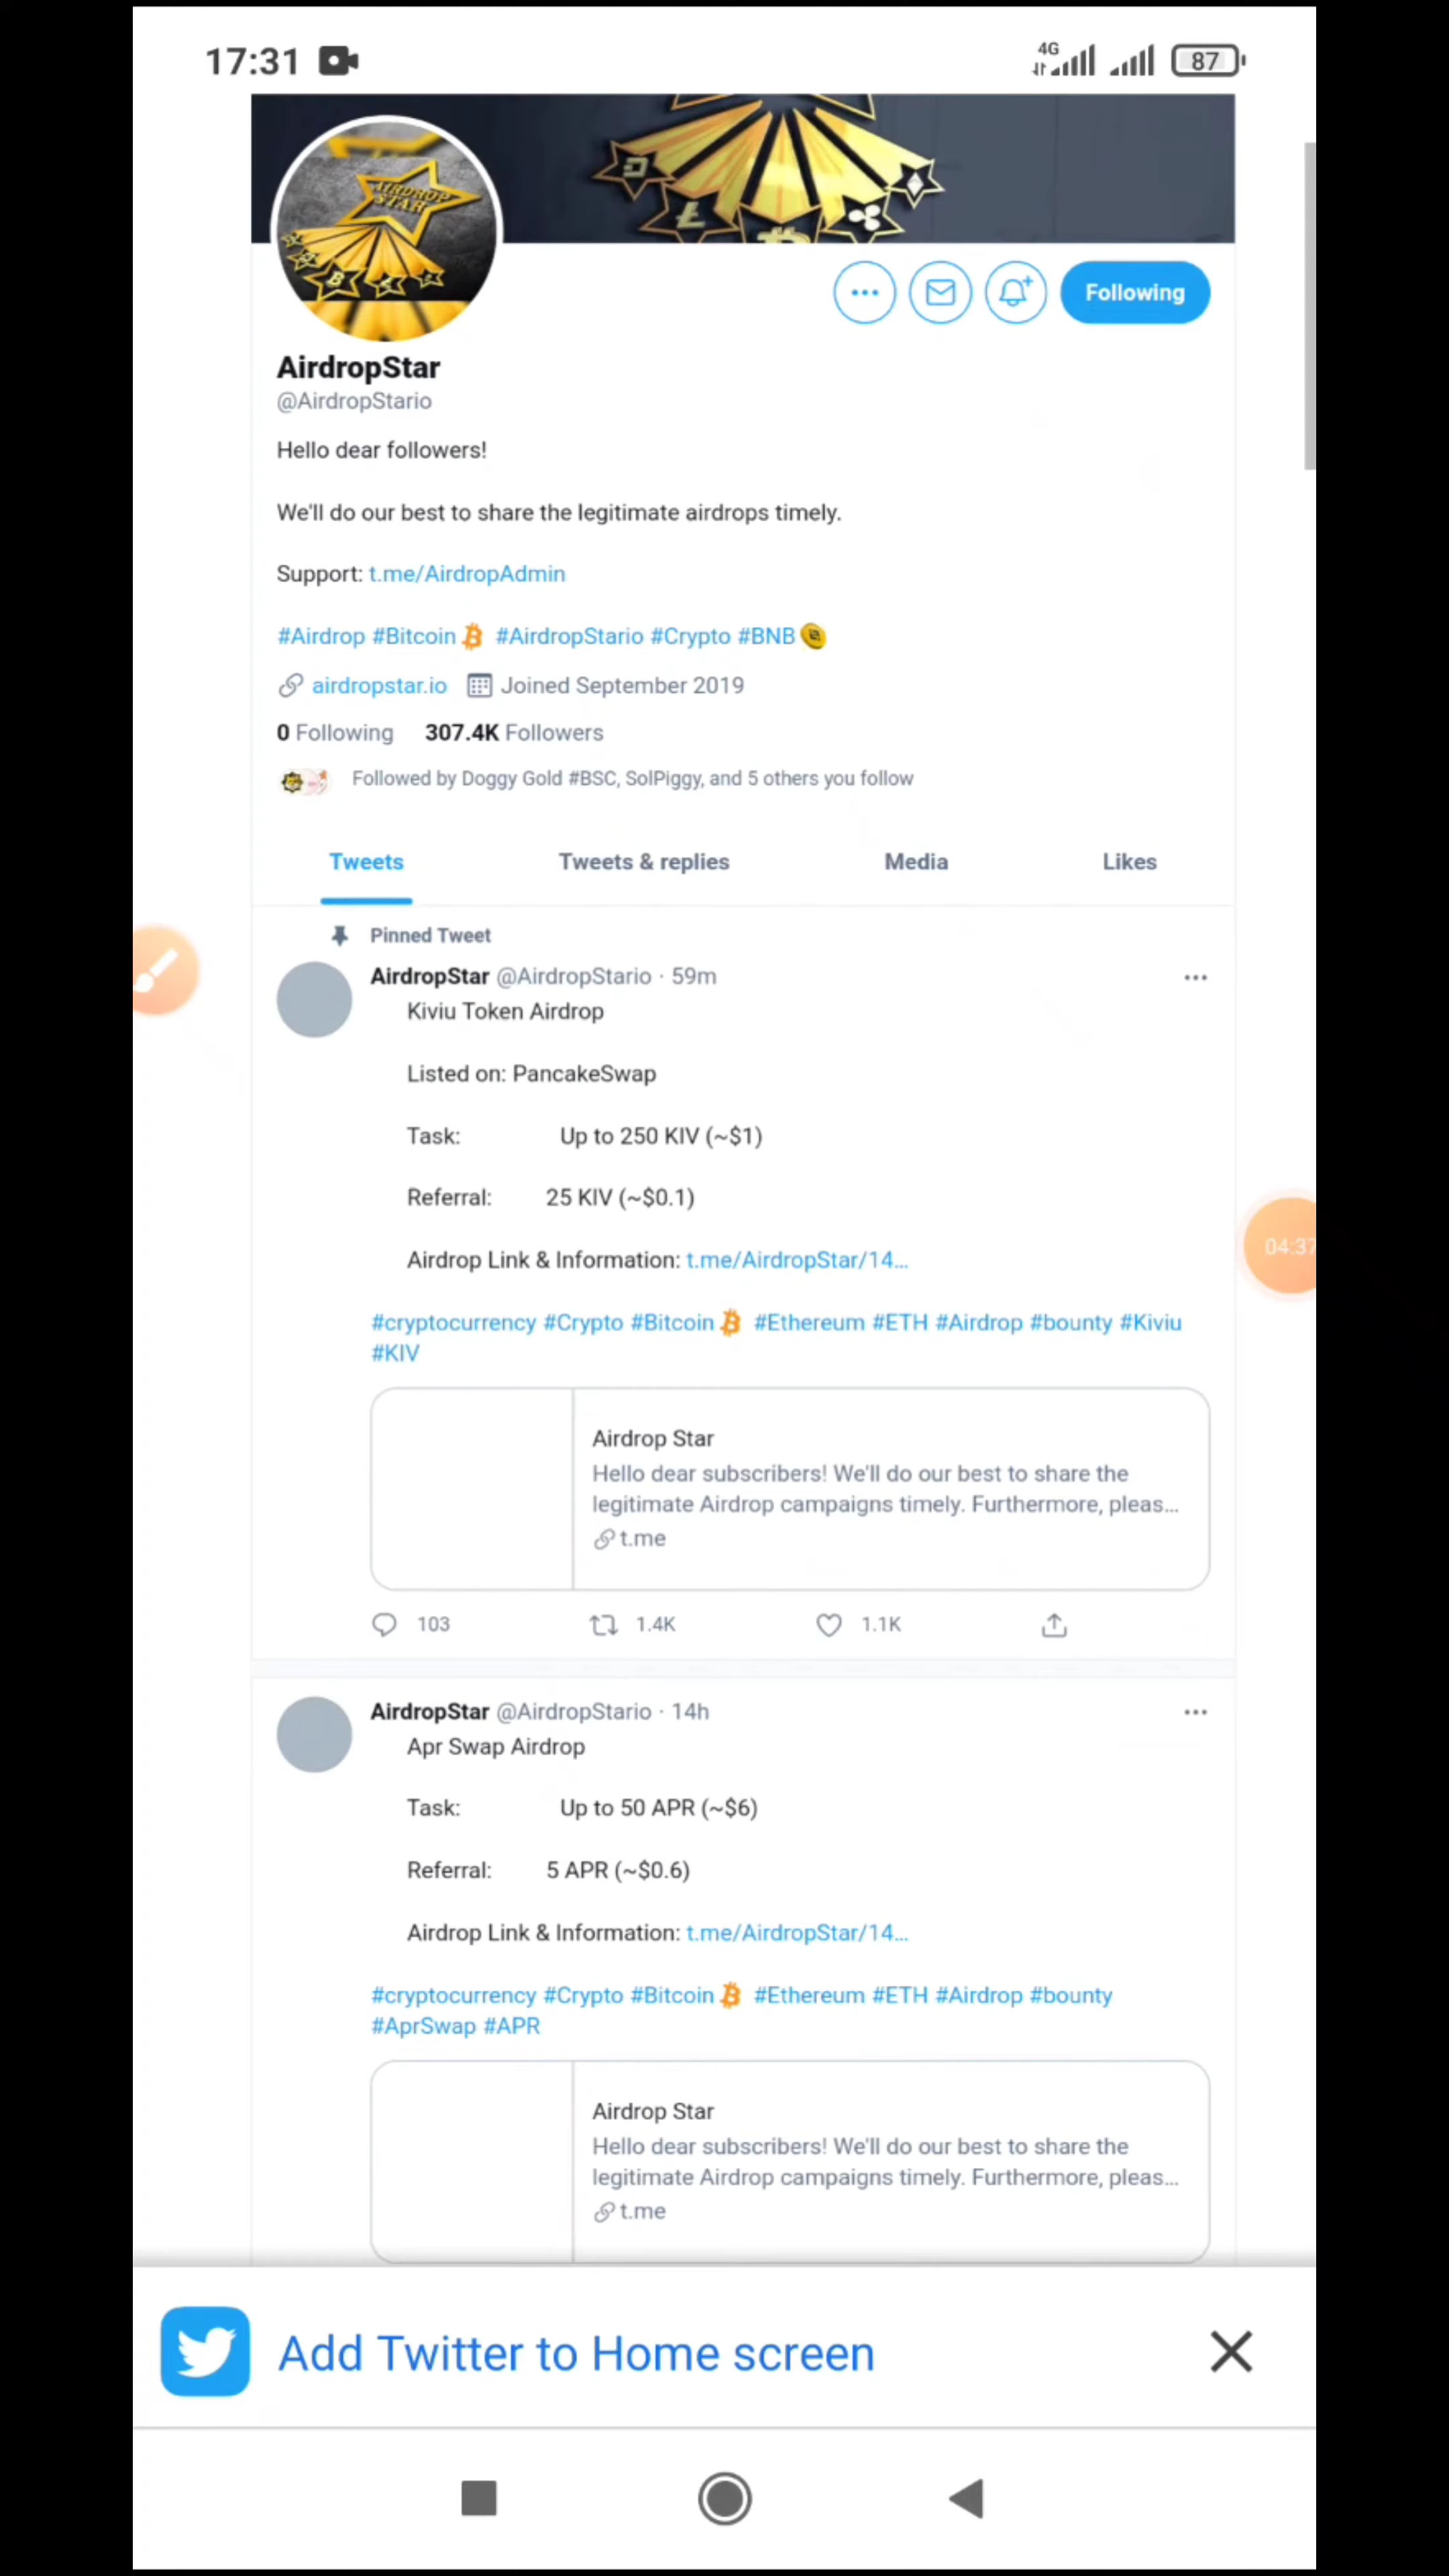 17:31
4G
87
AIRDROP
STAR
Following
AirdropStar
@AirdropStario
Hello dear followers!
We'll do our best to share the legitimate airdrops timely.
Support: t.me/AirdropAdmin
#Airdrop #Bitcoin #AirdropStario #Crypto #BNB
airdropstar.io Joined September 2019
0 Following 307.4K Followers
Followed by Doggy Gold #BSC, SolPiggy, and 5 others you follow
Tweets Tweets & replies Media Likes
Pinned Tweet
AirdropStar @AirdropStario · 59m
Kiviu Token Airdrop
Listed on: PancakeSwap
Task: Up to 250 KIV (~$1)
Referral: 25 KIV (~$0.1)
04:37
Airdrop Link & Information: t.me/AirdropStar/14...
#cryptocurrency #Crypto #Bitcoin #Ethereum #ETH #Airdrop #bounty #Kiviu
#KIV
Airdrop Star
Hello dear subscribers! We'll do our best to share the
legitimate Airdrop campaigns timely. Furthermore, pleas...
t.me
103 1.4K 1.1K
AirdropStar @AirdropStario · 14h
Apr Swap Airdrop
Task: Up to 50 APR (~$6)
Referral: 5 APR (~$0.6)
Airdrop Link & Information: t.me/AirdropStar/14...
#cryptocurrency #Crypto #Bitcoin #Ethereum #ETH #Airdrop #bounty
#AprSwap #APR
Airdrop Star
Hello dear subscribers! We'll do our best to share the
legitimate Airdrop campaigns timely. Furthermore, pleas...
t.me
Add Twitter to Home screen